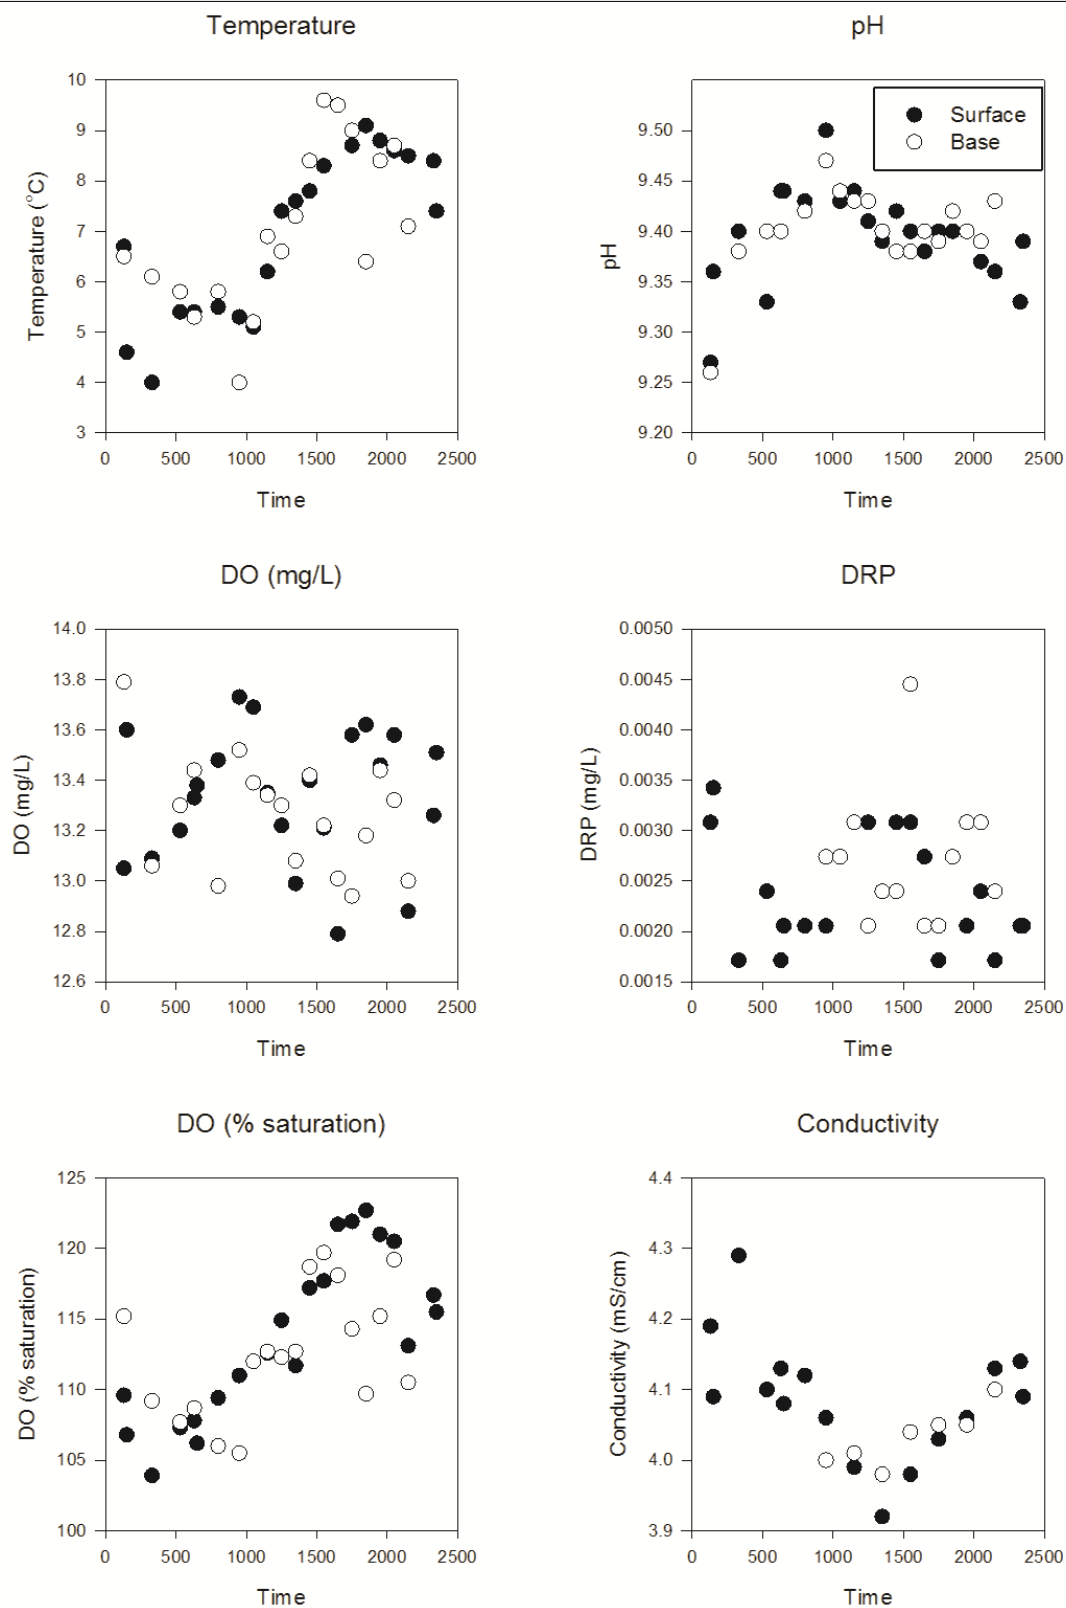 Temperature
pH
10
9
8
7
6
5
4
3
Temperature (°C)
0 500 1000 1500 2000 2500
Time
9.50
9.45
9.40
9.35
9.30
9.25
9.20
pH
Surface
Base
0 500 1000 1500 2000 2500
Time
DO (mg/L)
DRP
14.0
13.8
13.6
13.4
13.2
13.0
12.8
12.6
DO (mg/L)
0 500 1000 1500 2000 2500
Time
0.0050
0.0045
0.0040
0.0035
0.0030
0.0025
0.0020
0.0015
DRP (mg/L)
0 500 1000 1500 2000 2500
Time
DO (% saturation)
Conductivity
125
120
115
110
105
100
DO (% saturation)
0 500 1000 1500 2000 2500
Time
4.4
4.3
4.2
4.1
4.0
3.9
Conductivity (mS/cm)
0 500 1000 1500 2000 2500
Time